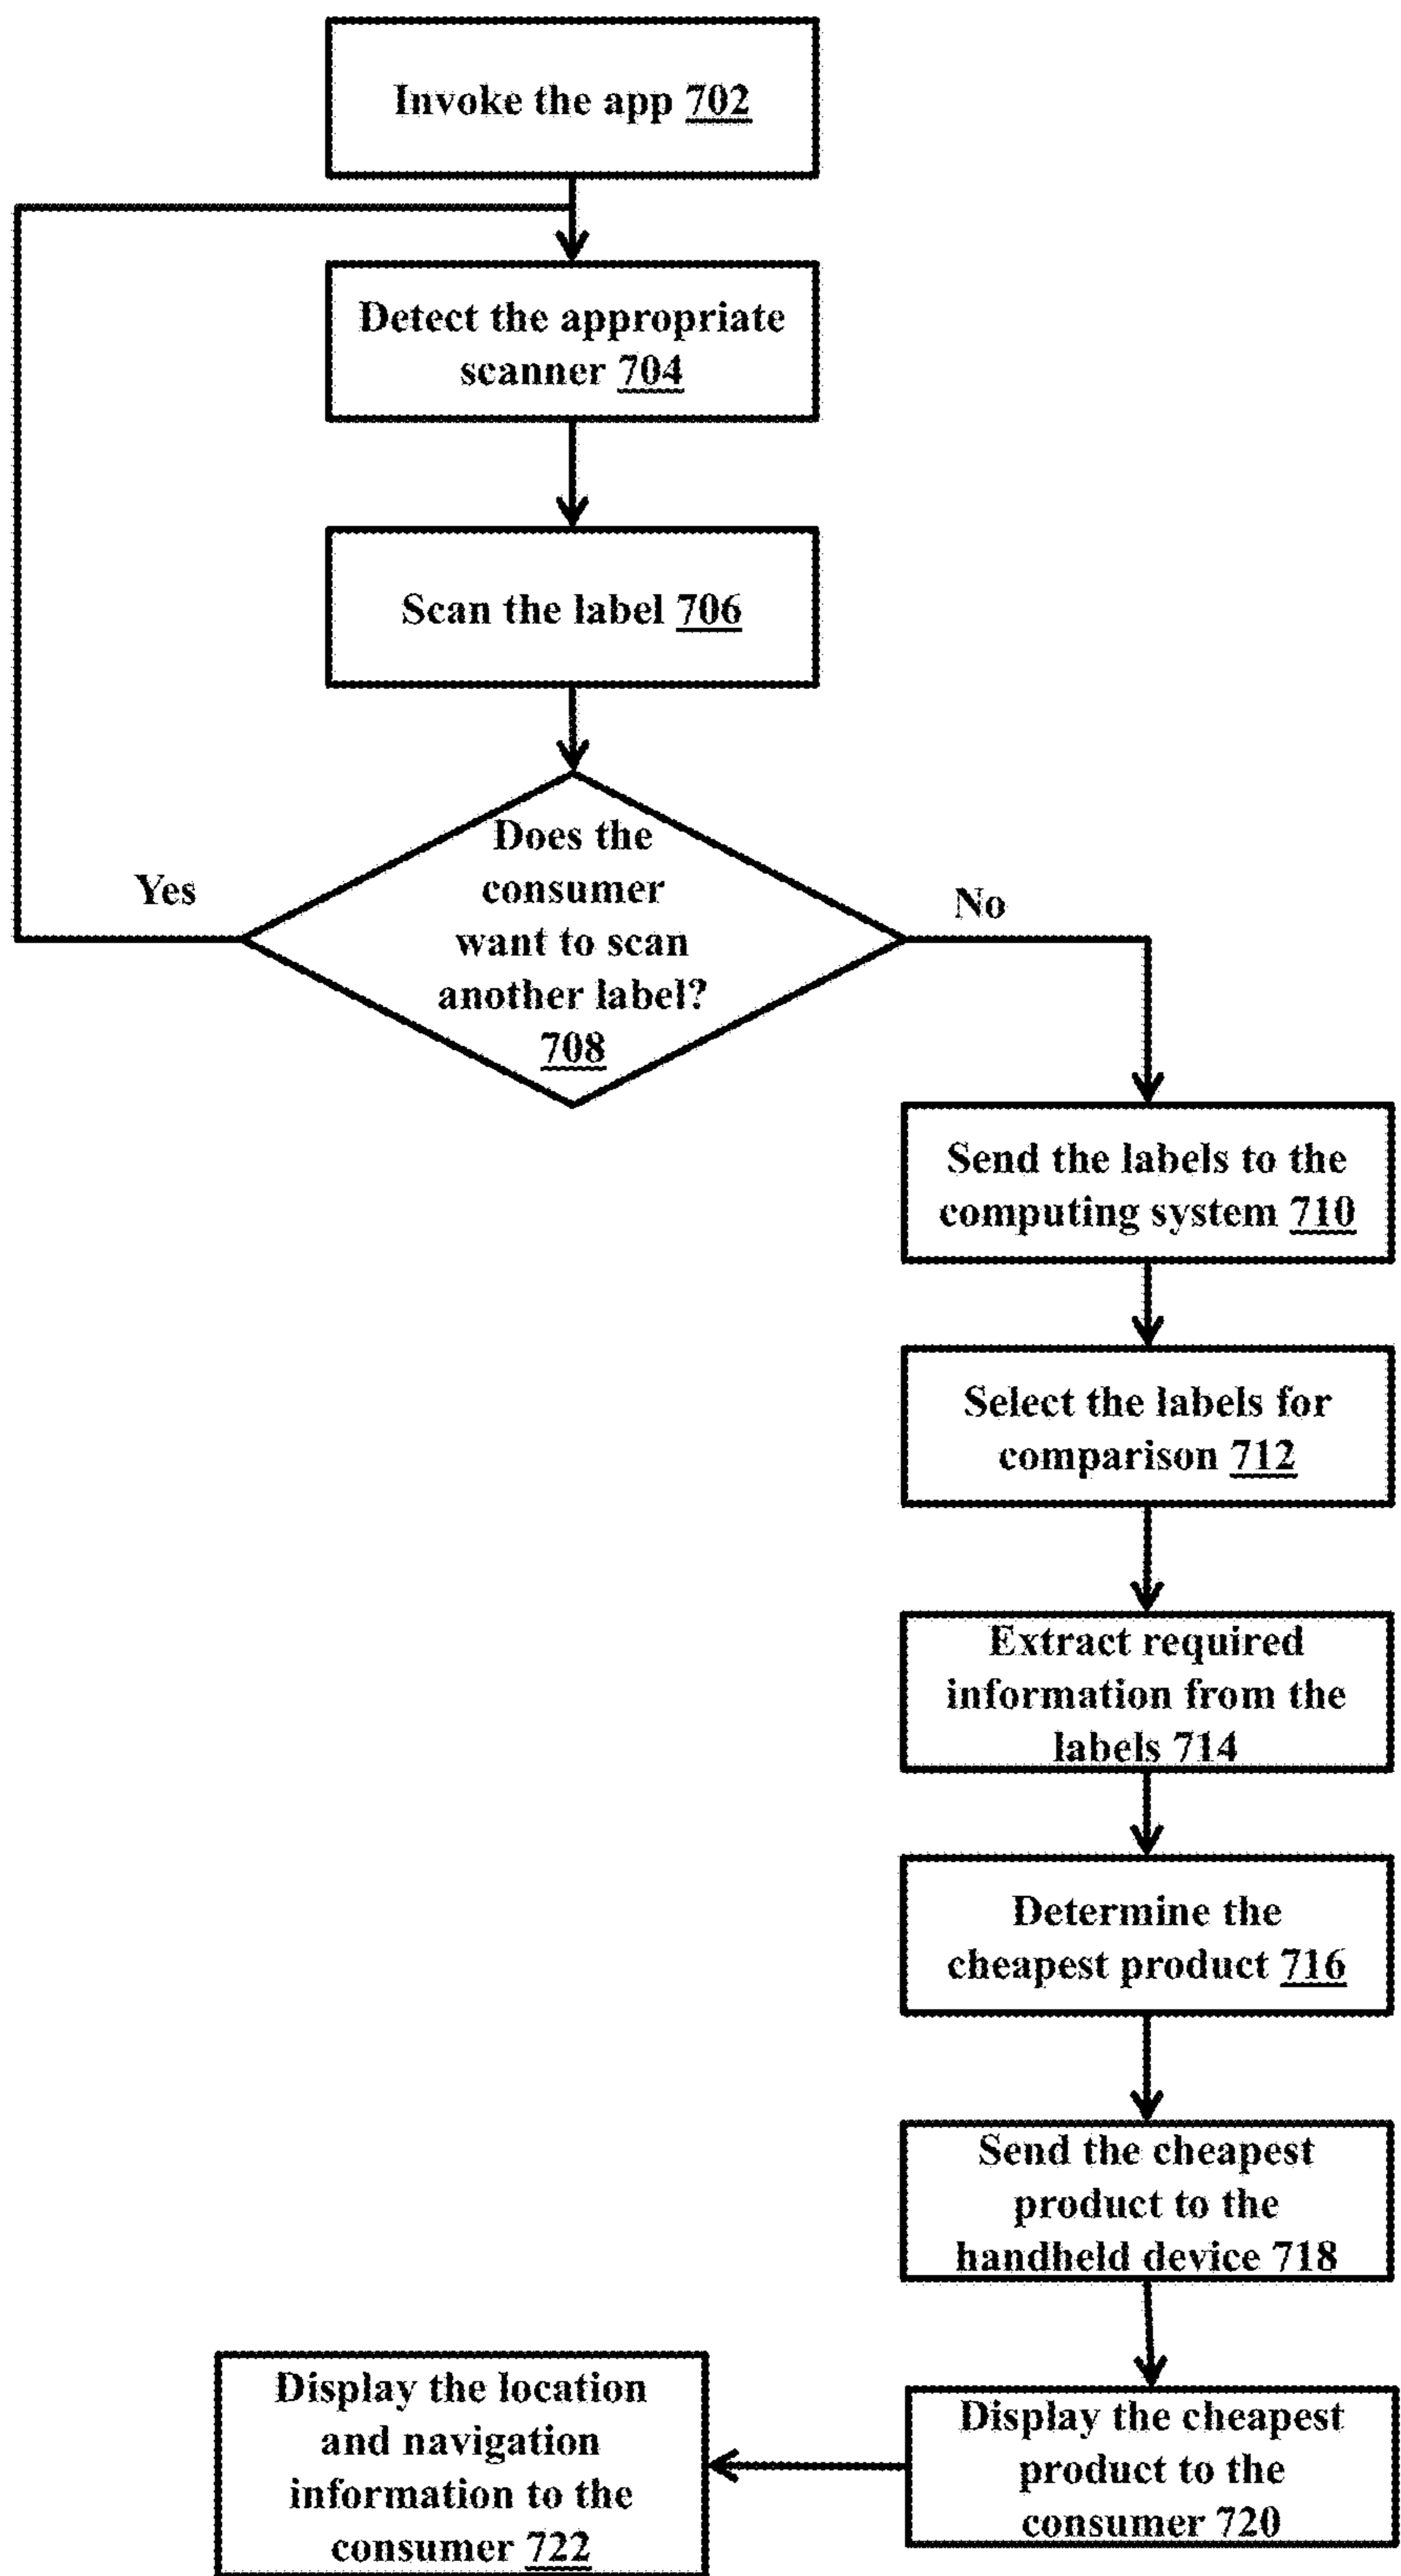 Invoke the app 702
Detect the appropriate
scanner 704
Scan the label 706
Does the
consumer
want to scan
another label?
708
Yes
No
Send the labels to the
computing system 710
Select the labels for
comparison 712
Extract required
information from the
labels 714
Determine the
cheapest product 716
Send the cheapest
product to the
handheld device 718
Display the cheapest
product to the
consumer 720
Display the location
and navigation
information to the
consumer 722